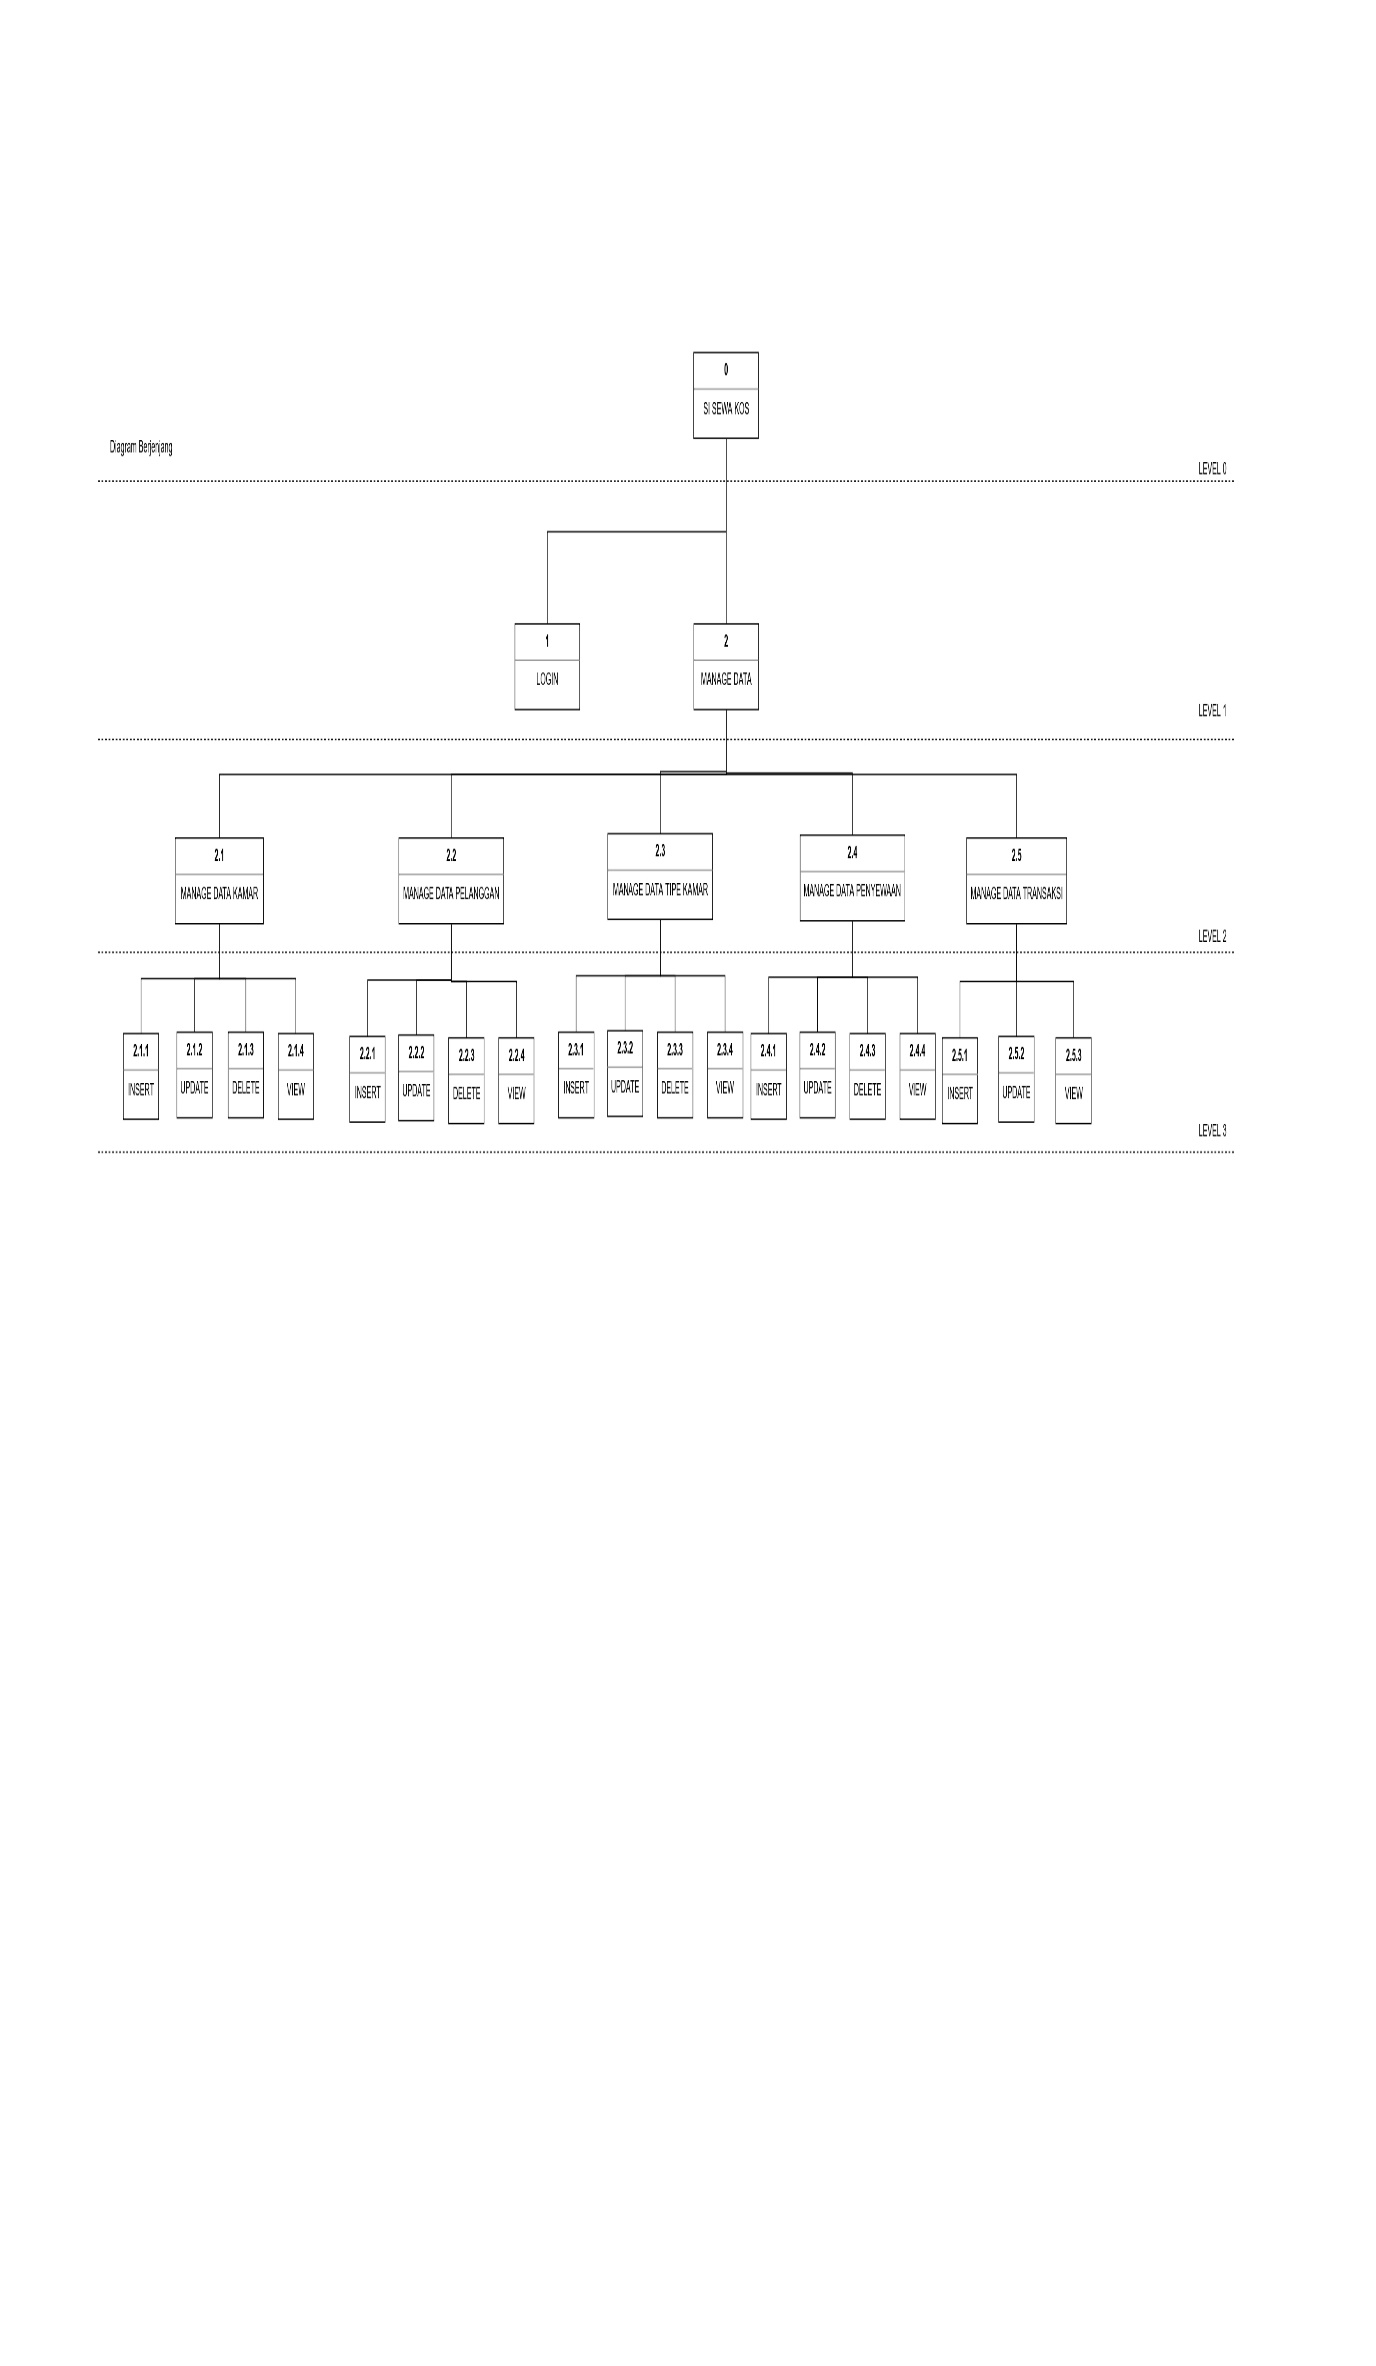 0
SI SEWA KOS
Diagram Berjenjang
LEVEL 0
1
LOGIN
2
MANAGE DATA
LEVEL 1
2.1
MANAGE DATA KAMAR
2.2
MANAGE DATA PELANGGAN
2.3
MANAGE DATA TIPE KAMAR
2.4
MANAGE DATA PENYEWAAN
2.5
MANAGE DATA TRANSAKSI
LEVEL 2
2.1.1
INSERT
2.1.2
UPDATE
2.1.3
DELETE
2.1.4
VIEW
2.2.1
INSERT
2.2.2
UPDATE
2.2.3
DELETE
2.2.4
VIEW
2.3.1
INSERT
2.3.2
UPDATE
2.3.3
DELETE
2.3.4
VIEW
2.4.1
INSERT
2.4.2
UPDATE
2.4.3
DELETE
2.4.4
VIEW
2.5.1
INSERT
2.5.2
UPDATE
2.5.3
VIEW
LEVEL 3